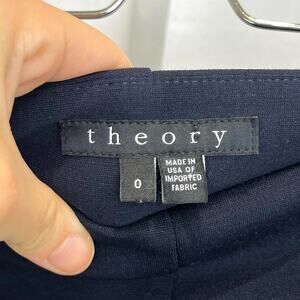 theory
0
MADE IN
USA OF
IMPORTED
FABRIC